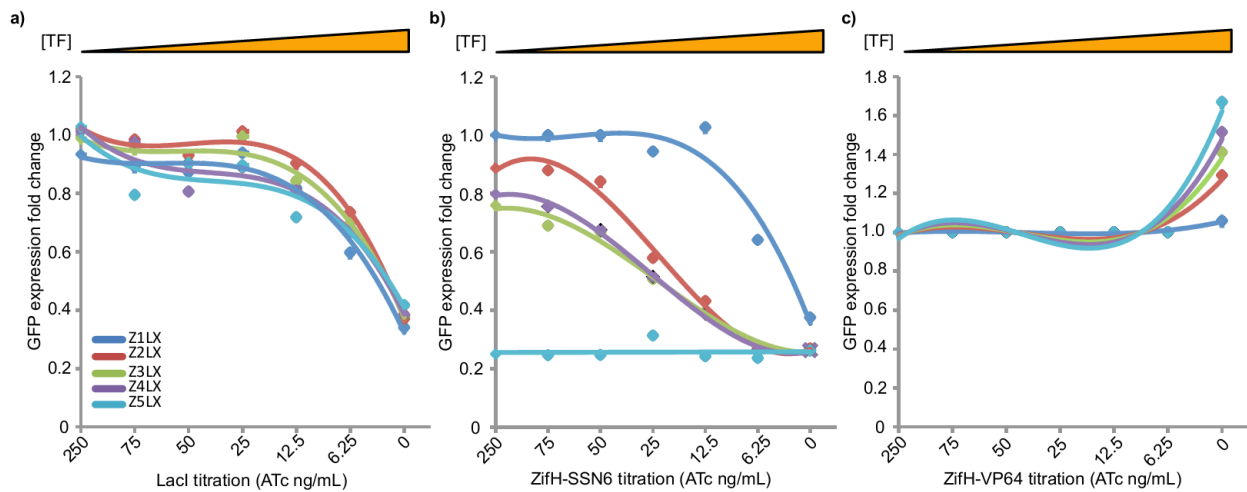 a)
[TF]
GFP expression fold change
1.2
1.0
0.8
0.6
0.4
0.2
0
Z1LX
Z2LX
Z3LX
Z4LX
Z5LX
250 75 50 25 12.5 6.25 0
LacI titration (ATc ng/mL)
b)
[TF]
GFP expression fold change
1.2
1.0
0.8
0.6
0.4
0.2
0
250 75 50 25 12.5 6.25 0
ZifH-SSN6 titration (ATc ng/mL)
c)
[TF]
GFP expression fold change
1.8
1.6
1.4
1.2
1.0
0.8
0.6
0.4
0.2
0
250 75 50 25 12.5 6.25 0
ZifH-VP64 titration (ATc ng/mL)